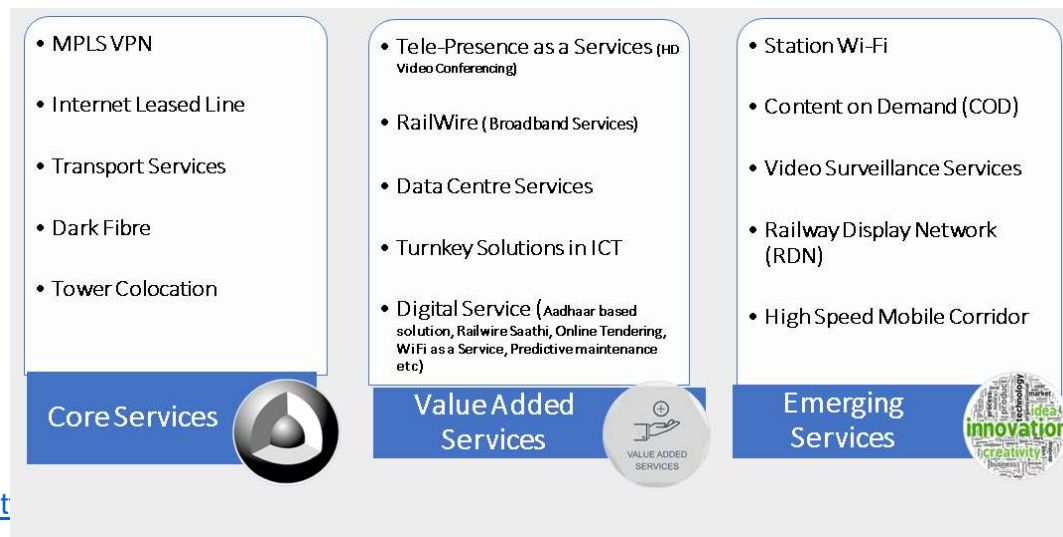 • MPLS VPN
• Internet Leased Line
• Transport Services
• Dark Fibre
• Tower Colocation
Core Services
• Tele-Presence as a Services (HD
Video Conferencing)
• RailWire (Broadband Services)
• Data Centre Services
• Turnkey Solutions in ICT
• Digital Service (Aadhaar based
solution, Railwire Saathi, Online Tendering,
WiFi as a Service, Predictive maintenance
etc)
Value Added
Services
VALUE ADDED
SERVICES
• Station Wi-Fi
• Content on Demand (COD)
• Video Surveillance Services
• Railway Display Network
(RDN)
• High Speed Mobile Corridor
Emerging
Services
technology
idea
innovation
creativity
business